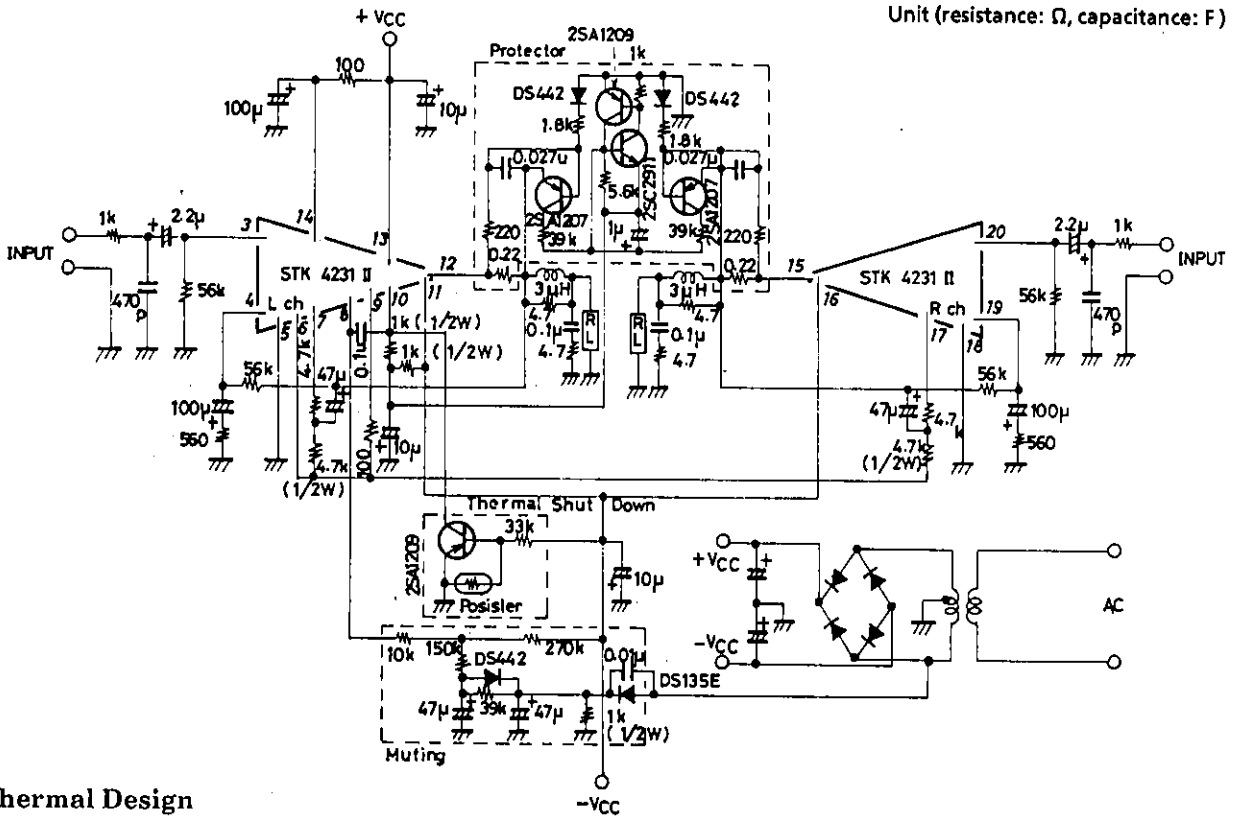 Unit (resistance: Ω, capacitance: F)
+ VCC
2SA1209
Protector
1k
100
100μ
+
10μ
+
DS442
DS442
1.8k
1.8k
0.027u
0.027μ
2SC2911
5.6k
2SA1207
2SA1207
1μ
+
39k
39k
220
220
0.22
0.22
INPUT
1k
+
2.2μ
470p
56k
3
14
13
12
STK 4231 II
L ch
4
5
6
7
8
9
10
11
3μH
3μH
4.7
4.7
0.1μ
0.1μ
4.7
4.7
RL
RL
15
16
20
STK 4231 II
R ch
19
17
18
2.2μ
+
1k
INPUT
56k
470p
4.7k
0.1μ
1k (1/2W)
1k
(1/2W)
56k
47μ
+
100μ
+
560
4.7k
(1/2W)
100
+
10μ
56k
47μ
+
4.7k
4.7k
(1/2W)
100μ
+
560
Thermal Shut Down
33k
2SA1209
Posisler
+
10μ
+VCC
+
−VCC
+
AC
10k
150k
270k
DS442
39k
47μ
+
47μ
+
0.01μ
DS135E
1k
(1/2W)
Muting
−VCC
hermal Design